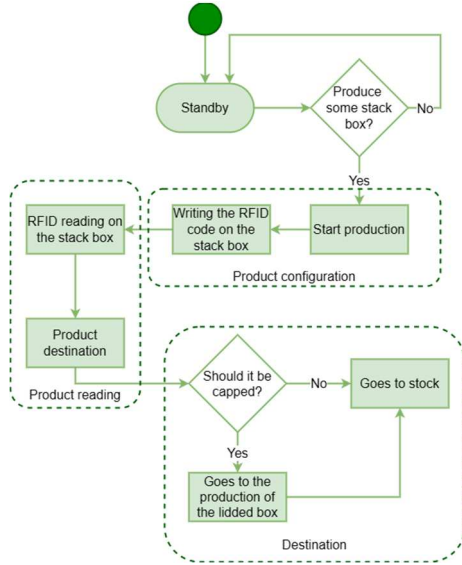 Standby
Produce
some stack
box?
No
Yes
RFID reading on
the stack box
Writing the RFID
code on the
stack box
Start production
Product configuration
Product
destination
Product reading
Should it be
capped?
No
Goes to stock
Yes
Goes to the
production of
the lidded box
Destination